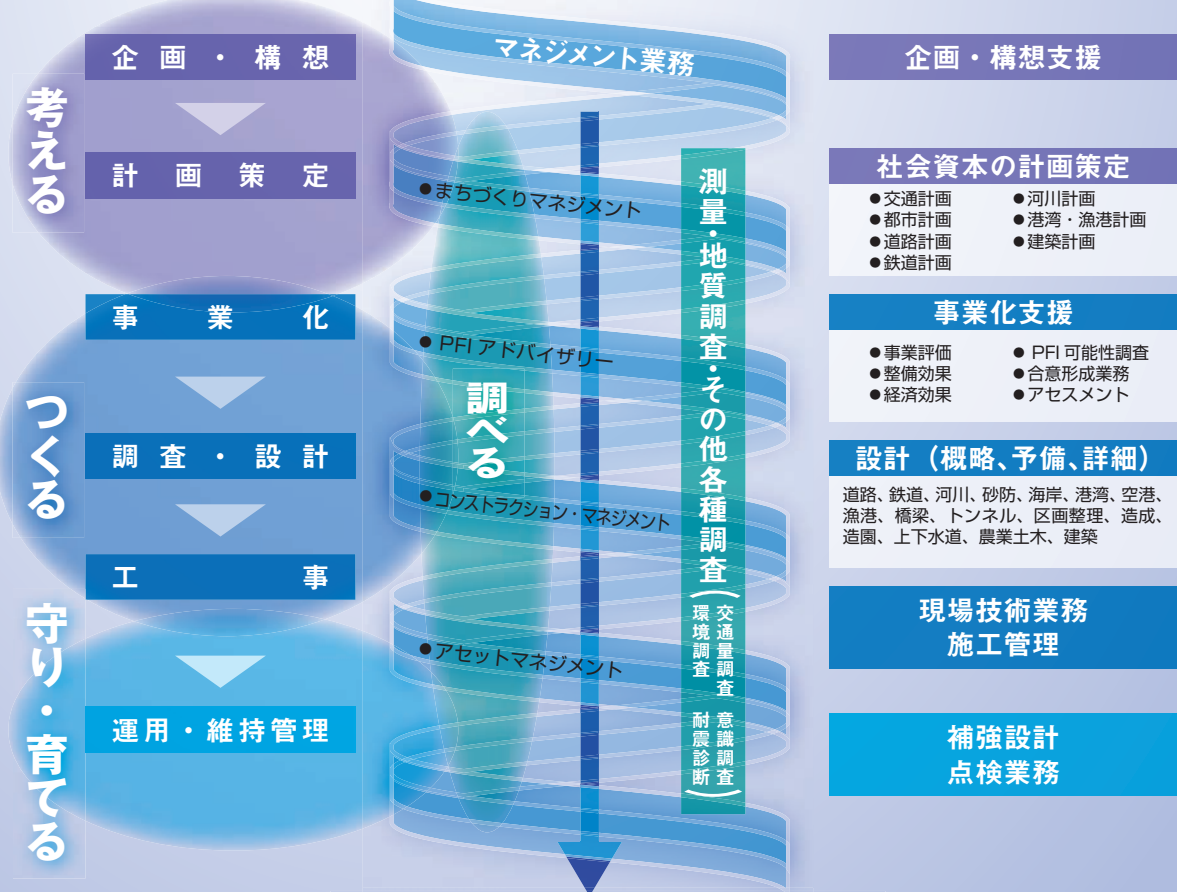 考える
企画・構想
計画策定
つくる
事業化
調査・設計
工事
守り・育てる
運用・維持管理
マネジメント業務
●まちづくりマネジメント
●PFIアドバイザリー
調べる
●コンストラクション・マネジメント
●アセットマネジメント
測量・地質調査・その他各種調査
(交通量調査 意識調査
環境調査 耐震診断)
企画・構想支援
社会資本の計画策定
●交通計画 ●河川計画
●都市計画 ●港湾・漁港計画
●道路計画 ●建築計画
●鉄道計画
事業化支援
●事業評価 ●PFI可能性調査
●整備効果 ●合意形成業務
●経済効果 ●アセスメント
設計(概略、予備、詳細)
道路、鉄道、河川、砂防、海岸、港湾、空港、
漁港、橋梁、トンネル、区画整理、造成、
造園、上下水道、農業土木、建築
現場技術業務
施工管理
補強設計
点検業務